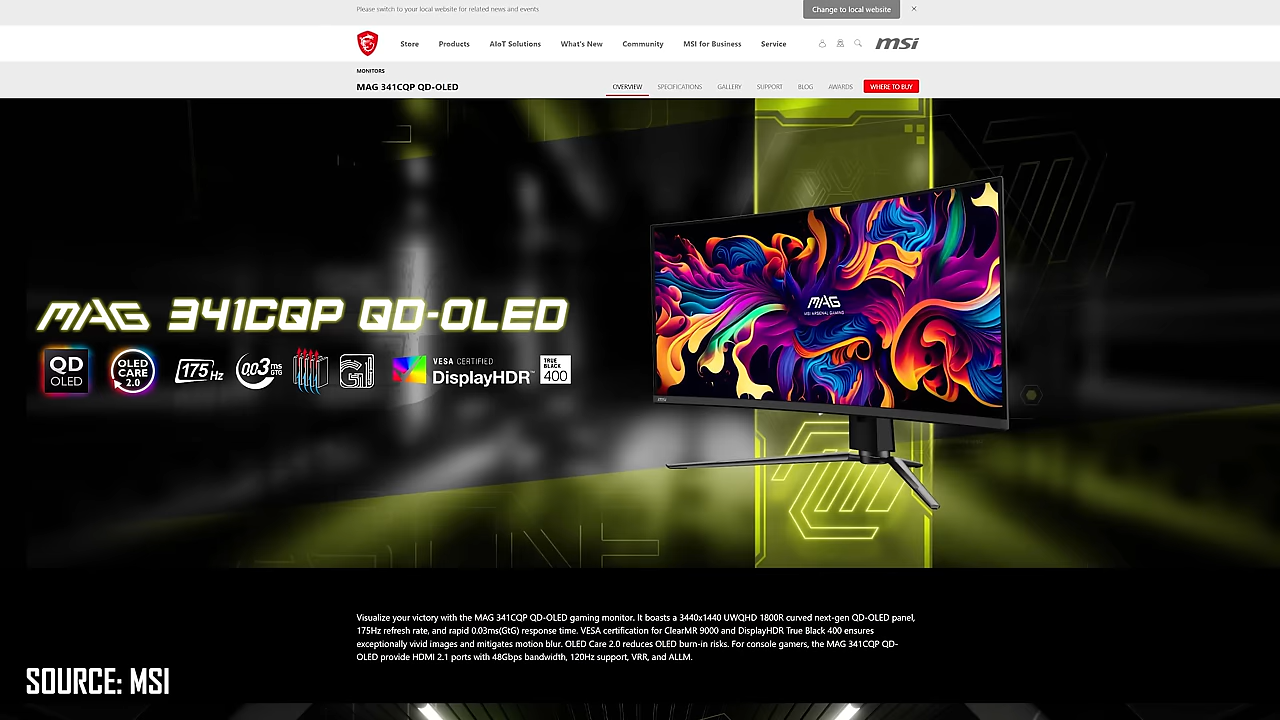 Please switch to your local website for related news and events
Change to local website
Store Products AIoT Solutions What's New Community MSI for Business Service
msi
MONITORS
MAG 341CQP QD-OLED
OVERVIEW SPECIFICATIONS GALLERY SUPPORT BLOG AWARDS WHERE TO BUY
MAG 341CQP QD-OLED
QD
OLED
OLED
CARE
2.0
175Hz
0.03ms
GTG
VESA CERTIFIED
DisplayHDR™
TRUE
BLACK
400
MAG
MSI ARSENAL GAMING
msi
Visualize your victory with the MAG 341CQP QD-OLED gaming monitor. It boasts a 3440x1440 UWQHD 1800R curved next-gen QD-OLED panel,
175Hz refresh rate, and rapid 0.03ms(GtG) response time. VESA certification for ClearMR 9000 and DisplayHDR True Black 400 ensures
exceptionally vivid images and mitigates motion blur. OLED Care 2.0 reduces OLED burn-in risks. For console gamers, the MAG 341CQP QD-
OLED provide HDMI 2.1 ports with 48Gbps bandwidth, 120Hz support, VRR, and ALLM.
SOURCE: MSI